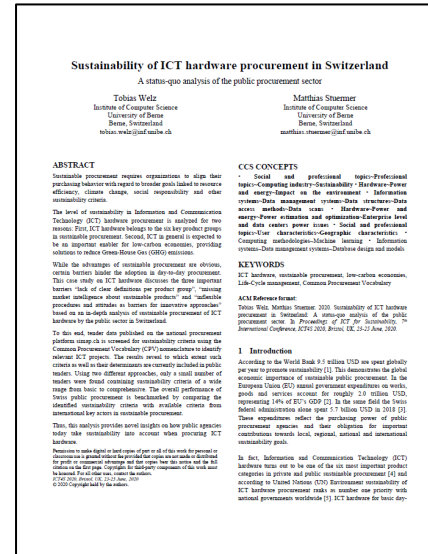 Sustainability of ICT hardware procurement in Switzerland
A status-quo analysis of the public procurement sector
Tobias Welz
Institute of Computer Science
University of Berne
Berne, Switzerland
tobias.welz@inf.unibe.ch
Matthias Stuermer
Institute of Computer Science
University of Berne
Berne, Switzerland
matthias.stuermer@inf.unibe.ch
ABSTRACT
Sustainable procurement requires organizations to align their
purchasing behavior with regard to broader goals linked to resource
efficiency, climate change, social responsibility and other
sustainability criteria.
The level of sustainability in Information and Communication
Technology (ICT) hardware procurement is analyzed for two
reasons: First, ICT hardware belongs to the six key product groups
in sustainable procurement. Second, ICT in general is expected to
be an important enabler for low-carbon economies, providing
solutions to reduce Green-House Gas (GHG) emissions.
While the advantages of sustainable procurement are obvious,
certain barriers hinder the adoption in day-to-day procurement.
This case study on ICT hardware discusses the three important
barriers "lack of clear definitions per product group", "missing
market intelligence about sustainable products" and "inflexible
procedures and attitudes as barriers for innovative approaches"
based on an in-depth analysis of sustainable procurement of ICT
hardware by the public sector in Switzerland.
To this end, tender data published on the national procurement
platform simap.ch is screened for sustainability criteria using the
Common Procurement Vocabulary (CPV) nomenclature to identify
relevant ICT projects. The results reveal to which extent such
criteria as well as their determinants are currently included in public
tenders. Using two different approaches, only a small number of
tenders were found containing sustainability criteria of a wide
range from basic to comprehensive. The overall performance of
Swiss public procurement is benchmarked by comparing the
identified sustainability criteria with available criteria from
international key actors in sustainable procurement.
Thus, this analysis provides novel insights on how public agencies
today take sustainability into account when procuring ICT
hardware.
Permission to make digital or hard copies of part or all of this work for personal or
classroom use is granted without fee provided that copies are not made or distributed
for profit or commercial advantage and that copies bear this notice and the full
citation on the first page. Copyrights for third-party components of this work must
be honored. For all other uses, contact the authors.
ICT4S 2020, Bristol, UK, 23-25 June, 2020
© 2020 Copyright held by the authors.
CCS CONCEPTS
• Social and professional topics~Professional
topics~Computing industry~Sustainability • Hardware~Power
and energy~Impact on the environment • Information
systems~Data management systems~Data structures~Data
access methods~Data scans • Hardware~Power and
energy~Power estimation and optimization~Enterprise level
and data centers power issues • Social and professional
topics~User characteristics~Geographic characteristics •
Computing methodologies~Machine learning • Information
systems~Data management systems~Database design and models
KEYWORDS
ICT hardware, sustainable procurement, low-carbon economies,
Life-Cycle management, Common Procurement Vocabulary
ACM Reference format:
Tobias Welz, Matthias Stuermer. 2020. Sustainability of ICT hardware
procurement in Switzerland: A status-quo analysis of the public
procurement sector. In Proceedings of ICT for Sustainability, 7th
International Conference, ICT4S 2020, Bristol, UK, 23-25 June, 2020.
1 Introduction
According to the World Bank 9.5 trillion USD are spent globally
per year to promote sustainability [1]. This demonstrates the global
economic importance of sustainable public procurement. In the
European Union (EU) annual government expenditures on works,
goods and services account for roughly 2.0 trillion USD,
representing 14% of EU's GDP [2]. In the same field the Swiss
federal administration alone spent 5.7 billion USD in 2018 [3].
These expenditures reflect the purchasing power of public
procurement agencies and their obligation for important
contributions towards local, regional, national and international
sustainability goals.
In fact, Information and Communication Technology (ICT)
hardware turns out to be one of the six most important product
categories in private and public sustainable procurement [4] and
according to United Nations (UN) Environment sustainability of
ICT hardware procurement ranks as number one priority with
national governments worldwide [5]. ICT hardware for basic day-